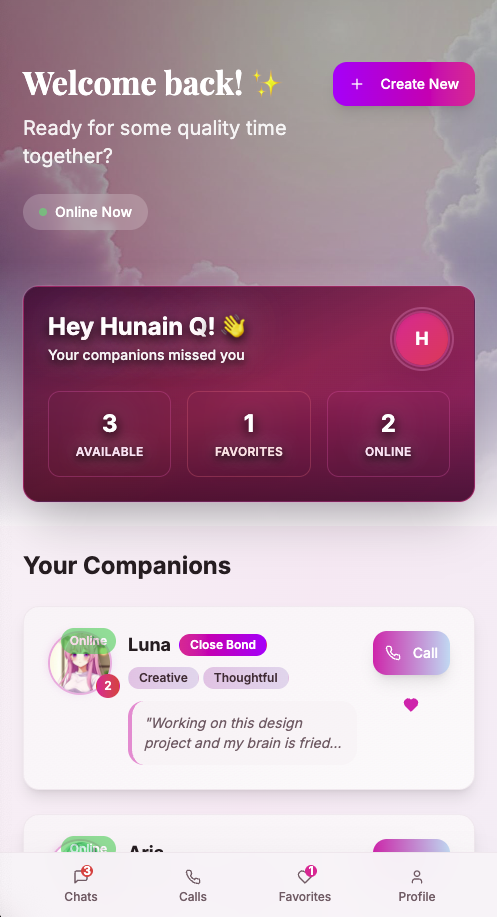 Welcome back! ✨
+ Create New
Ready for some quality time
together?
Online Now
Hey Hunain Q! 👋
H
Your companions missed you
3
AVAILABLE
1
FAVORITES
2
ONLINE
Your Companions
Online
2
Luna
Close Bond
Call
Creative
Thoughtful
"Working on this design
project and my brain is fried...
Online
Aria
3
Chats
Calls
1
Favorites
Profile